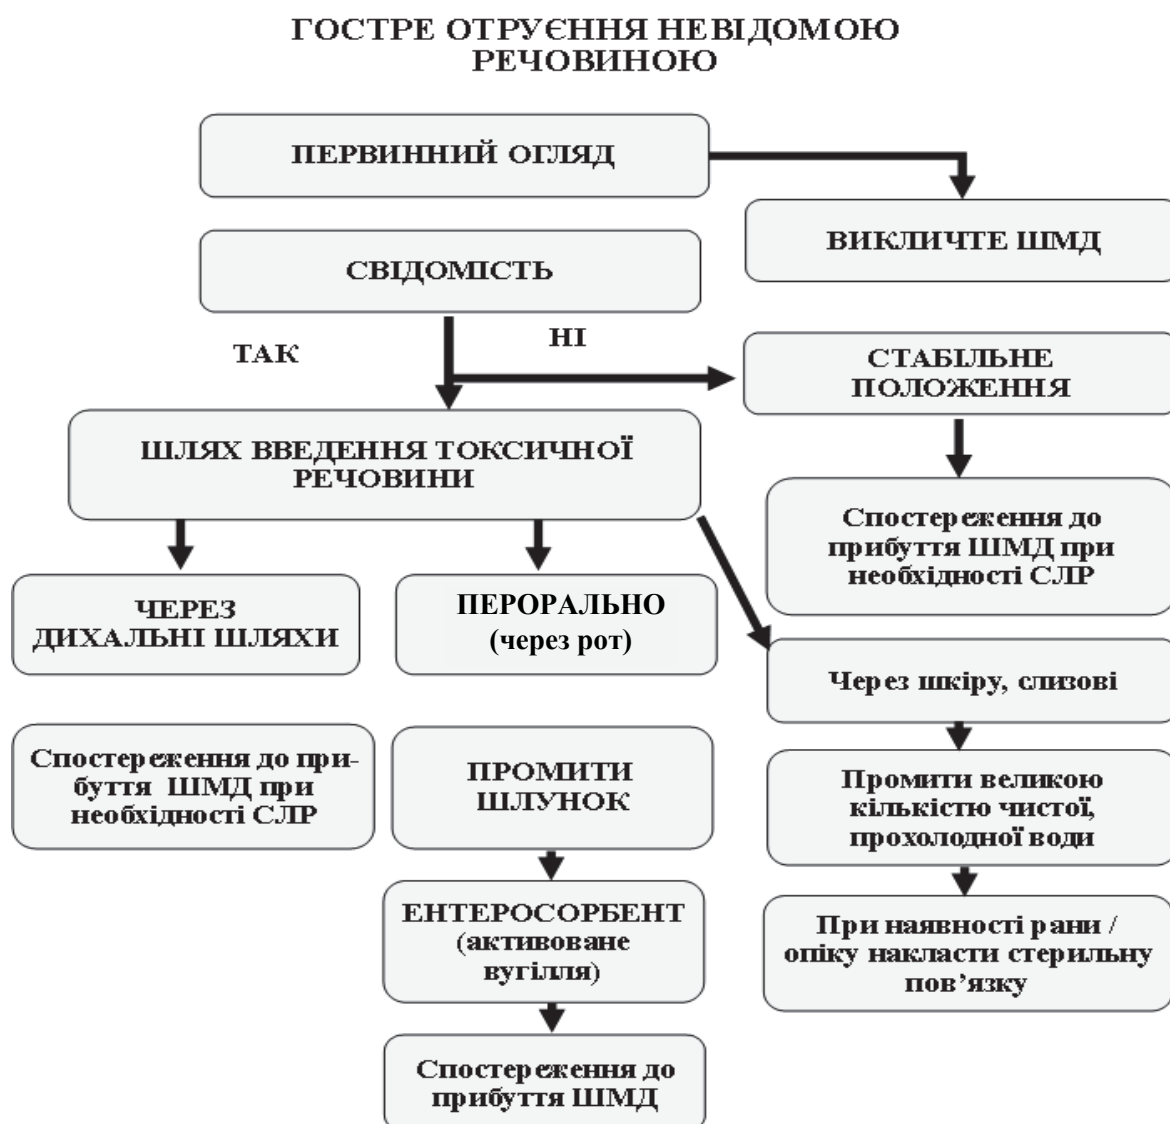 ГОСТРЕ ОТРУЄННЯ НЕВІДОМОЮ
РЕЧОВИНОЮ
ПЕРВИННИЙ ОГЛЯД
ВИКЛИЧТЕ ШМД
СВІДОМІСТЬ
ТАК
НІ
СТАБІЛЬНЕ
ПОЛОЖЕННЯ
ШЛЯХ ВВЕДЕННЯ ТОКСИЧНОЇ
РЕЧОВИНИ
Спостереження до
прибуття ШМД при
необхідності СЛР
ЧЕРЕЗ
ДИХАЛЬНІ ШЛЯХИ
ПЕРОРАЛЬНО
(через рот)
Через шкіру, слизові
Спостереження до при-
буття ШМД при
необхідності СЛР
ПРОМИТИ
ШЛУНОК
Промити великою
кількістю чистої,
прохолодної води
ЕНТЕРОСОРБЕНТ
(активоване
вугілля)
При наявності рани /
опіку накласти стерильну
пов’язку
Спостереження до
прибуття ШМД